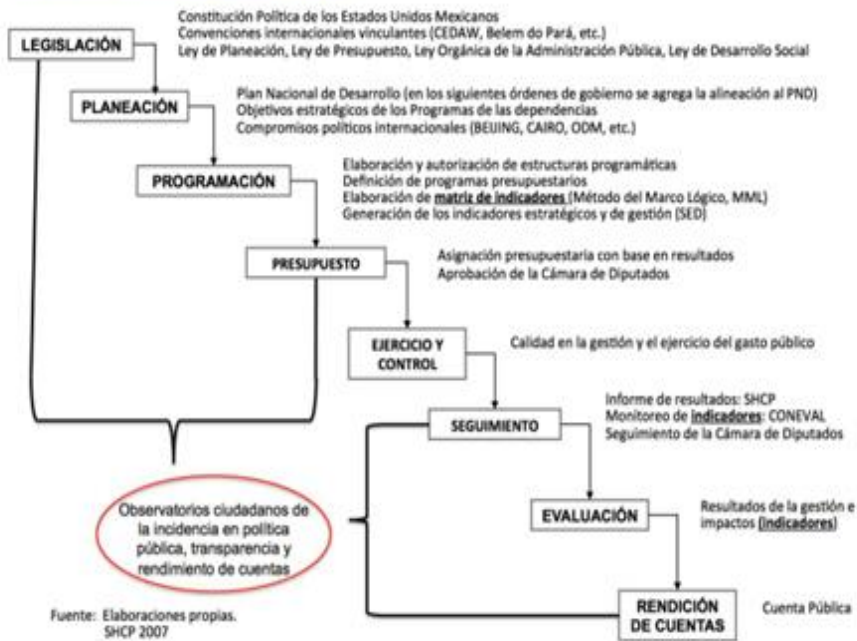 Constitución Política de los Estados Unidos Mexicanos
Convenciones internacionales vinculantes (CEDAW, Belem do Pará, etc.)
Ley de Planeación, Ley de Presupuesto, Ley Orgánica de la Administración Pública, Ley de Desarrollo Social
LEGISLACIÓN
Plan Nacional de Desarrollo (en los siguientes órdenes de gobierno se agrega la alineación al PND)
Objetivos estratégicos de los Programas de las dependencias
Compromisos políticos internacionales (BEIJING, CAIRO, ODM, etc.)
PLANEACIÓN
Elaboración y autorización de estructuras programáticas
Definición de programas presupuestarios
Elaboración de matriz de indicadores (Método del Marco Lógico, MML)
Generación de los indicadores estratégicos y de gestión (SED)
PROGRAMACIÓN
Asignación presupuestaria con base en resultados
Aprobación de la Cámara de Diputados
PRESUPUESTO
EJERCICIO Y
CONTROL
Calidad en la gestión y el ejercicio del gasto público
Informe de resultados: SHCP
Monitoreo de indicadores: CONEVAL
Seguimiento de la Cámara de Diputados
SEGUIMIENTO
Observatorios ciudadanos de
la incidencia en política
pública, transparencia y
rendimiento de cuentas
EVALUACIÓN
Resultados de la gestión e
impactos (indicadores)
RENDICIÓN
DE CUENTAS
Cuenta Pública
Fuente: Elaboraciones propias.
SHCP 2007